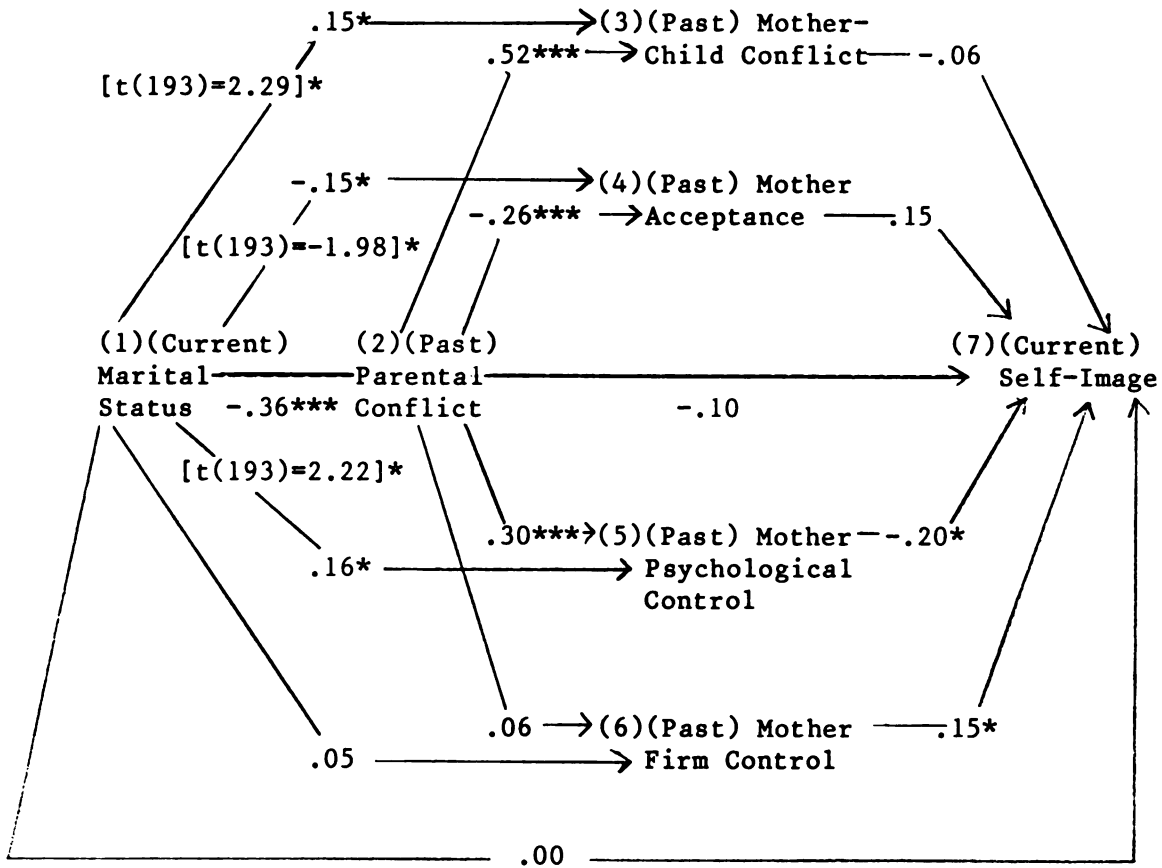 .15* (3)(Past) Mother-
.52*** Child Conflict -.06
[t(193)=2.29]*
-.15* (4)(Past) Mother
-.26*** Acceptance .15
[t(193)=-1.98]*
(1)(Current) (2)(Past) (7)(Current)
Marital Parental Self-Image
Status -.36*** Conflict -.10
[t(193)=2.22]*
.30*** (5)(Past) Mother -.20*
.16* Psychological
Control
.06 (6)(Past) Mother .15*
.05 Firm Control
.00